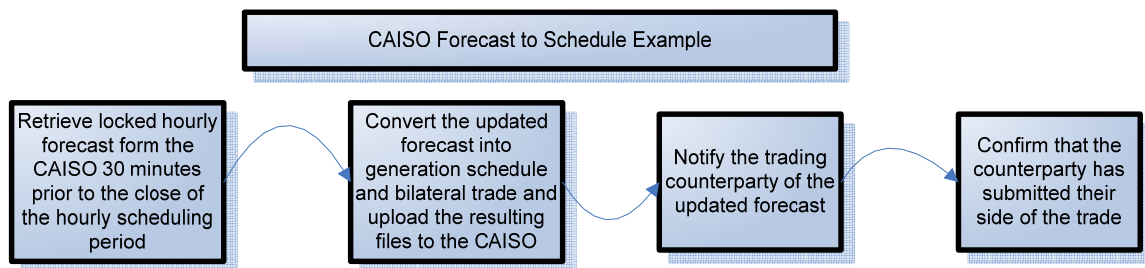 CAISO Forecast to Schedule Example
Retrieve locked hourly
forecast form the
CAISO 30 minutes
prior to the close of
the hourly scheduling
period
Convert the updated
forecast into
generation schedule
and bilateral trade and
upload the resulting
files to the CAISO
Notify the trading
counterparty of the
updated forecast
Confirm that the
counterparty has
submitted their
side of the trade